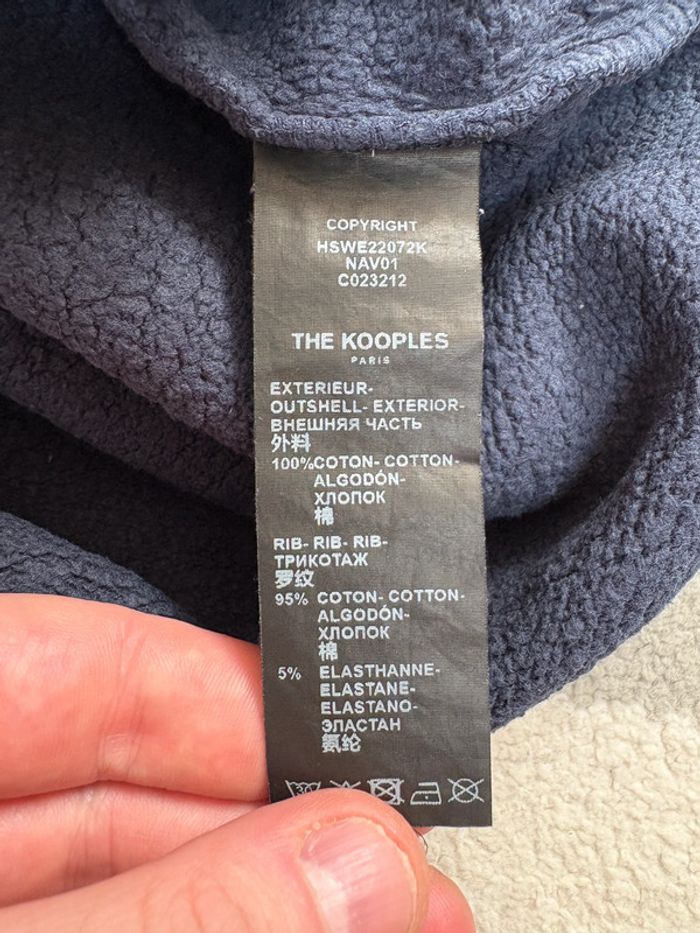 COPYRIGHT
HSWE22072K
NAV01
C023212
THE KOOPLES
PARIS
EXTERIEUR-
OUTSHELL- EXTERIOR-
ВНЕШНЯЯ ЧАСТЬ
外料
100%COTON- COTTON-
ALGODÓN-
ХЛОПОК
棉
RIB- RIB- RIB-
ТРИКОТАЖ
罗纹
95% COTON- COTTON-
ALGODÓN-
ХЛОПОК
棉
5% ELASTHANNE-
ELASTANE-
ELASTANO-
ЭЛАСТАН
氨纶
30